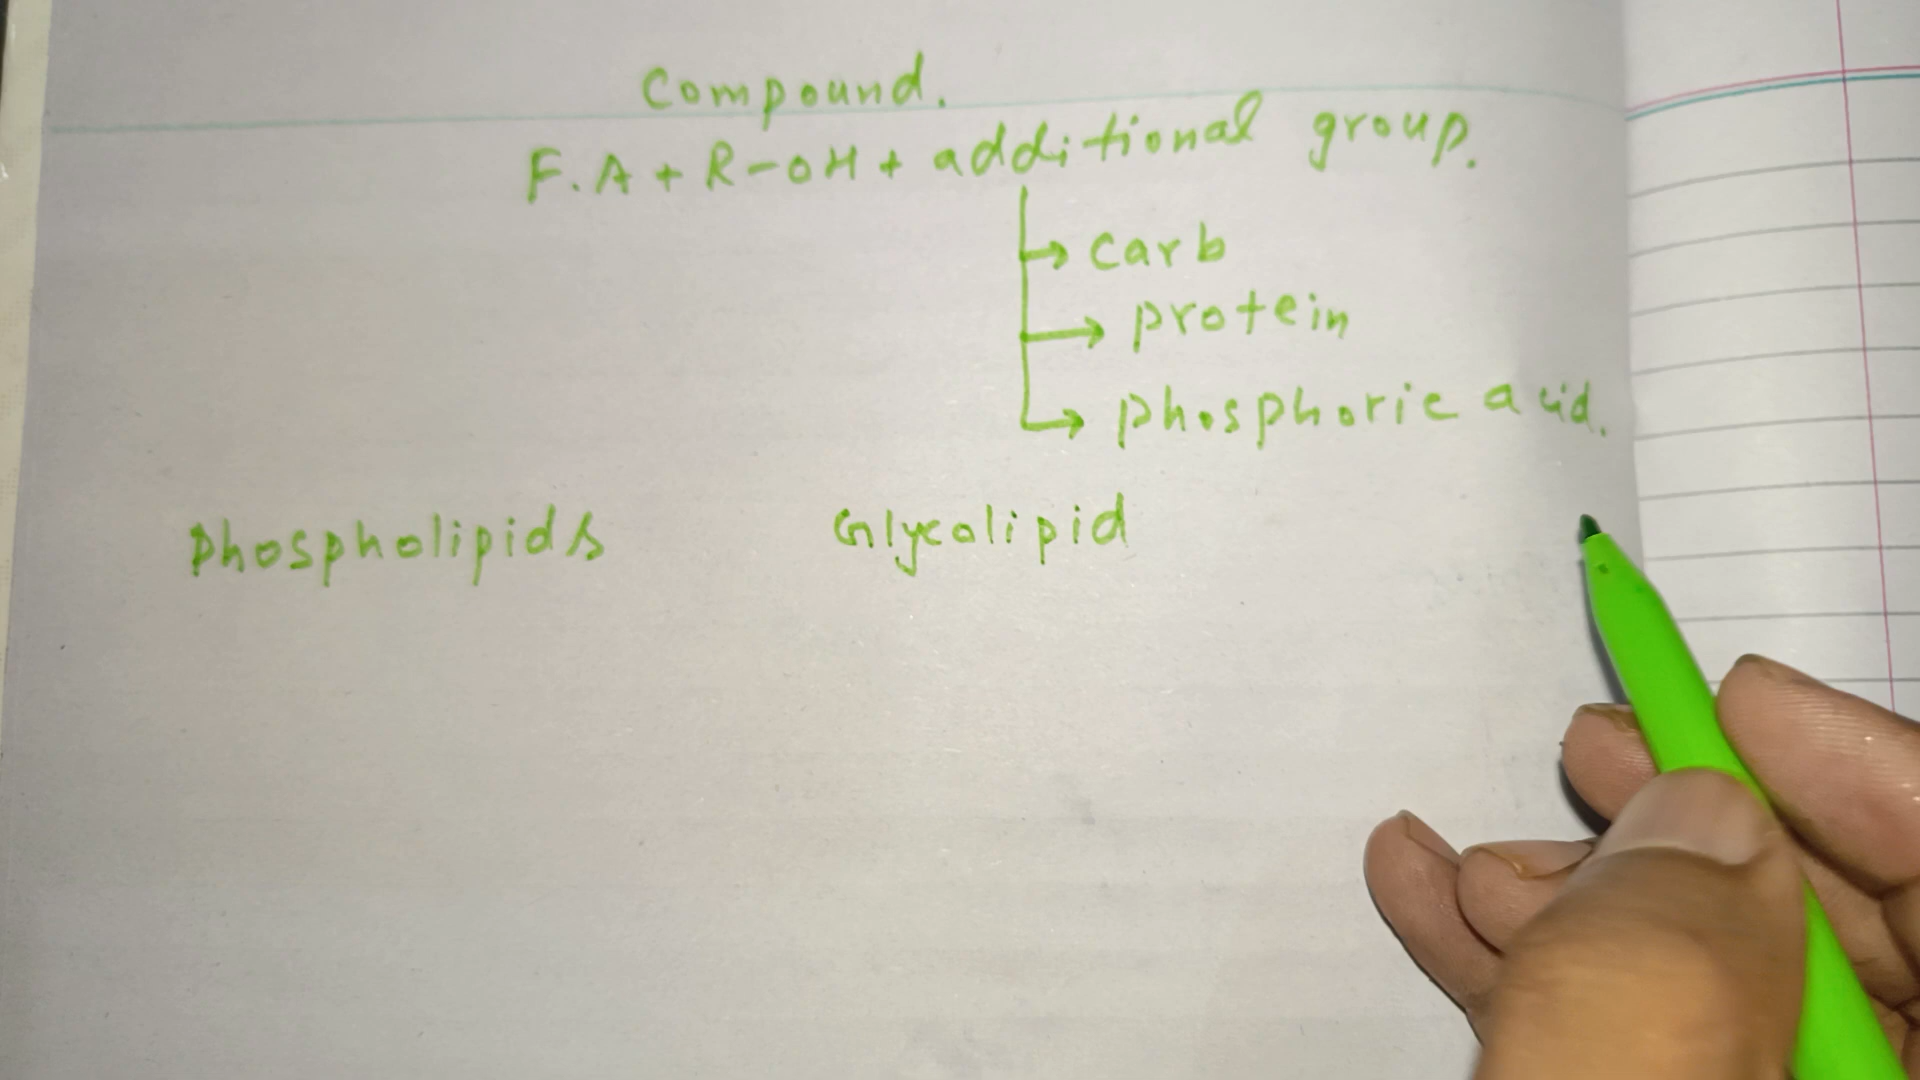 Compound.
F.A + R-OH + additional group.
→ carb
→ protein
→ phosphoric acid.
Phospholipids Glycolipid